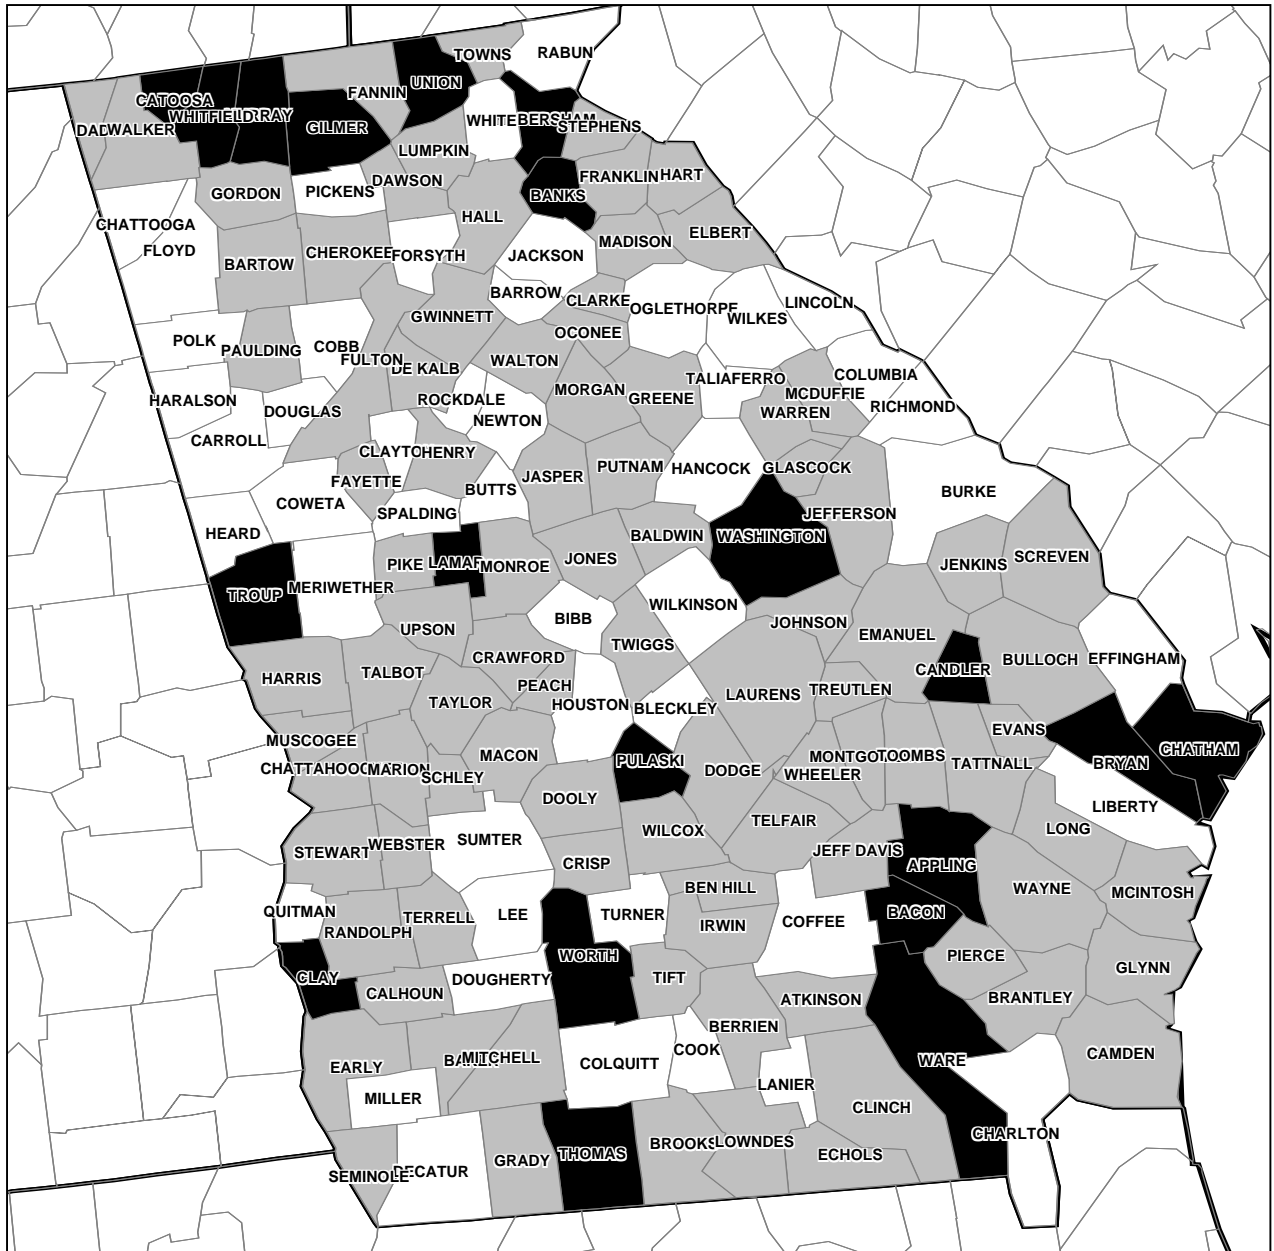 TOWNS
RABUN
UNION
FANNIN
CATOOSA
WHITFIELD
WALKER
GILMER
WHITE
STEPHENS
LUMPKIN
FRANKLIN
HART
DAWSON
PICKENS
GORDON
BANKS
HALL
CHATTOOGA
ELBERT
MADISON
FLOYD
CHEROKEE
FORSYTH
JACKSON
BARTOW
BARROW
CLARKE
LINCOLN
OGLETHORPE
WILKES
GWINNETT
OCONEE
POLK
COBB
PAULDING
FULTON
WALTON
DE KALB
COLUMBIA
TALIAFERRO
MORGAN
MCDUFFIE
HARALSON
ROCKDALE
GREENE
RICHMOND
DOUGLAS
WARREN
NEWTON
CARROLL
HENRY
PUTNAM
HANCOCK
GLASCOCK
JASPER
FAYETTE
BUTTS
BURKE
COWETA
SPALDING
JEFFERSON
HEARD
BALDWIN
WASHINGTON
SCREVEN
JONES
PIKE
MONROE
JENKINS
MERIWETHER
TROUP
WILKINSON
BIBB
JOHNSON
UPSON
EMANUEL
TWIGGS
CRAWFORD
BULLOCH
EFFINGHAM
CANDLER
TALBOT
HARRIS
PEACH
TREUTLEN
LAURENS
TAYLOR
HOUSTON
BLECKLEY
EVANS
MUSCOGEE
CHATHAM
MACON
TOOMBS
PULASKI
BRYAN
TATTNALL
DODGE
WHEELER
SCHLEY
DOOLY
LIBERTY
TELFAIR
LONG
WILCOX
SUMTER
WEBSTER
STEWART
JEFF DAVIS
CRISP
APPLING
BEN HILL
WAYNE
MCINTOSH
QUITMAN
TERRELL
LEE
TURNER
BACON
COFFEE
IRWIN
RANDOLPH
WORTH
PIERCE
GLYNN
CLAY
DOUGHERTY
TIFT
CALHOUN
BRANTLEY
ATKINSON
BERRIEN
COOK
CAMDEN
MITCHELL
WARE
COLQUITT
EARLY
LANIER
MILLER
CLINCH
CHARLTON
BROOKS
LOWNDES
THOMAS
ECHOLS
GRADY
DECATUR
SEMINOLE